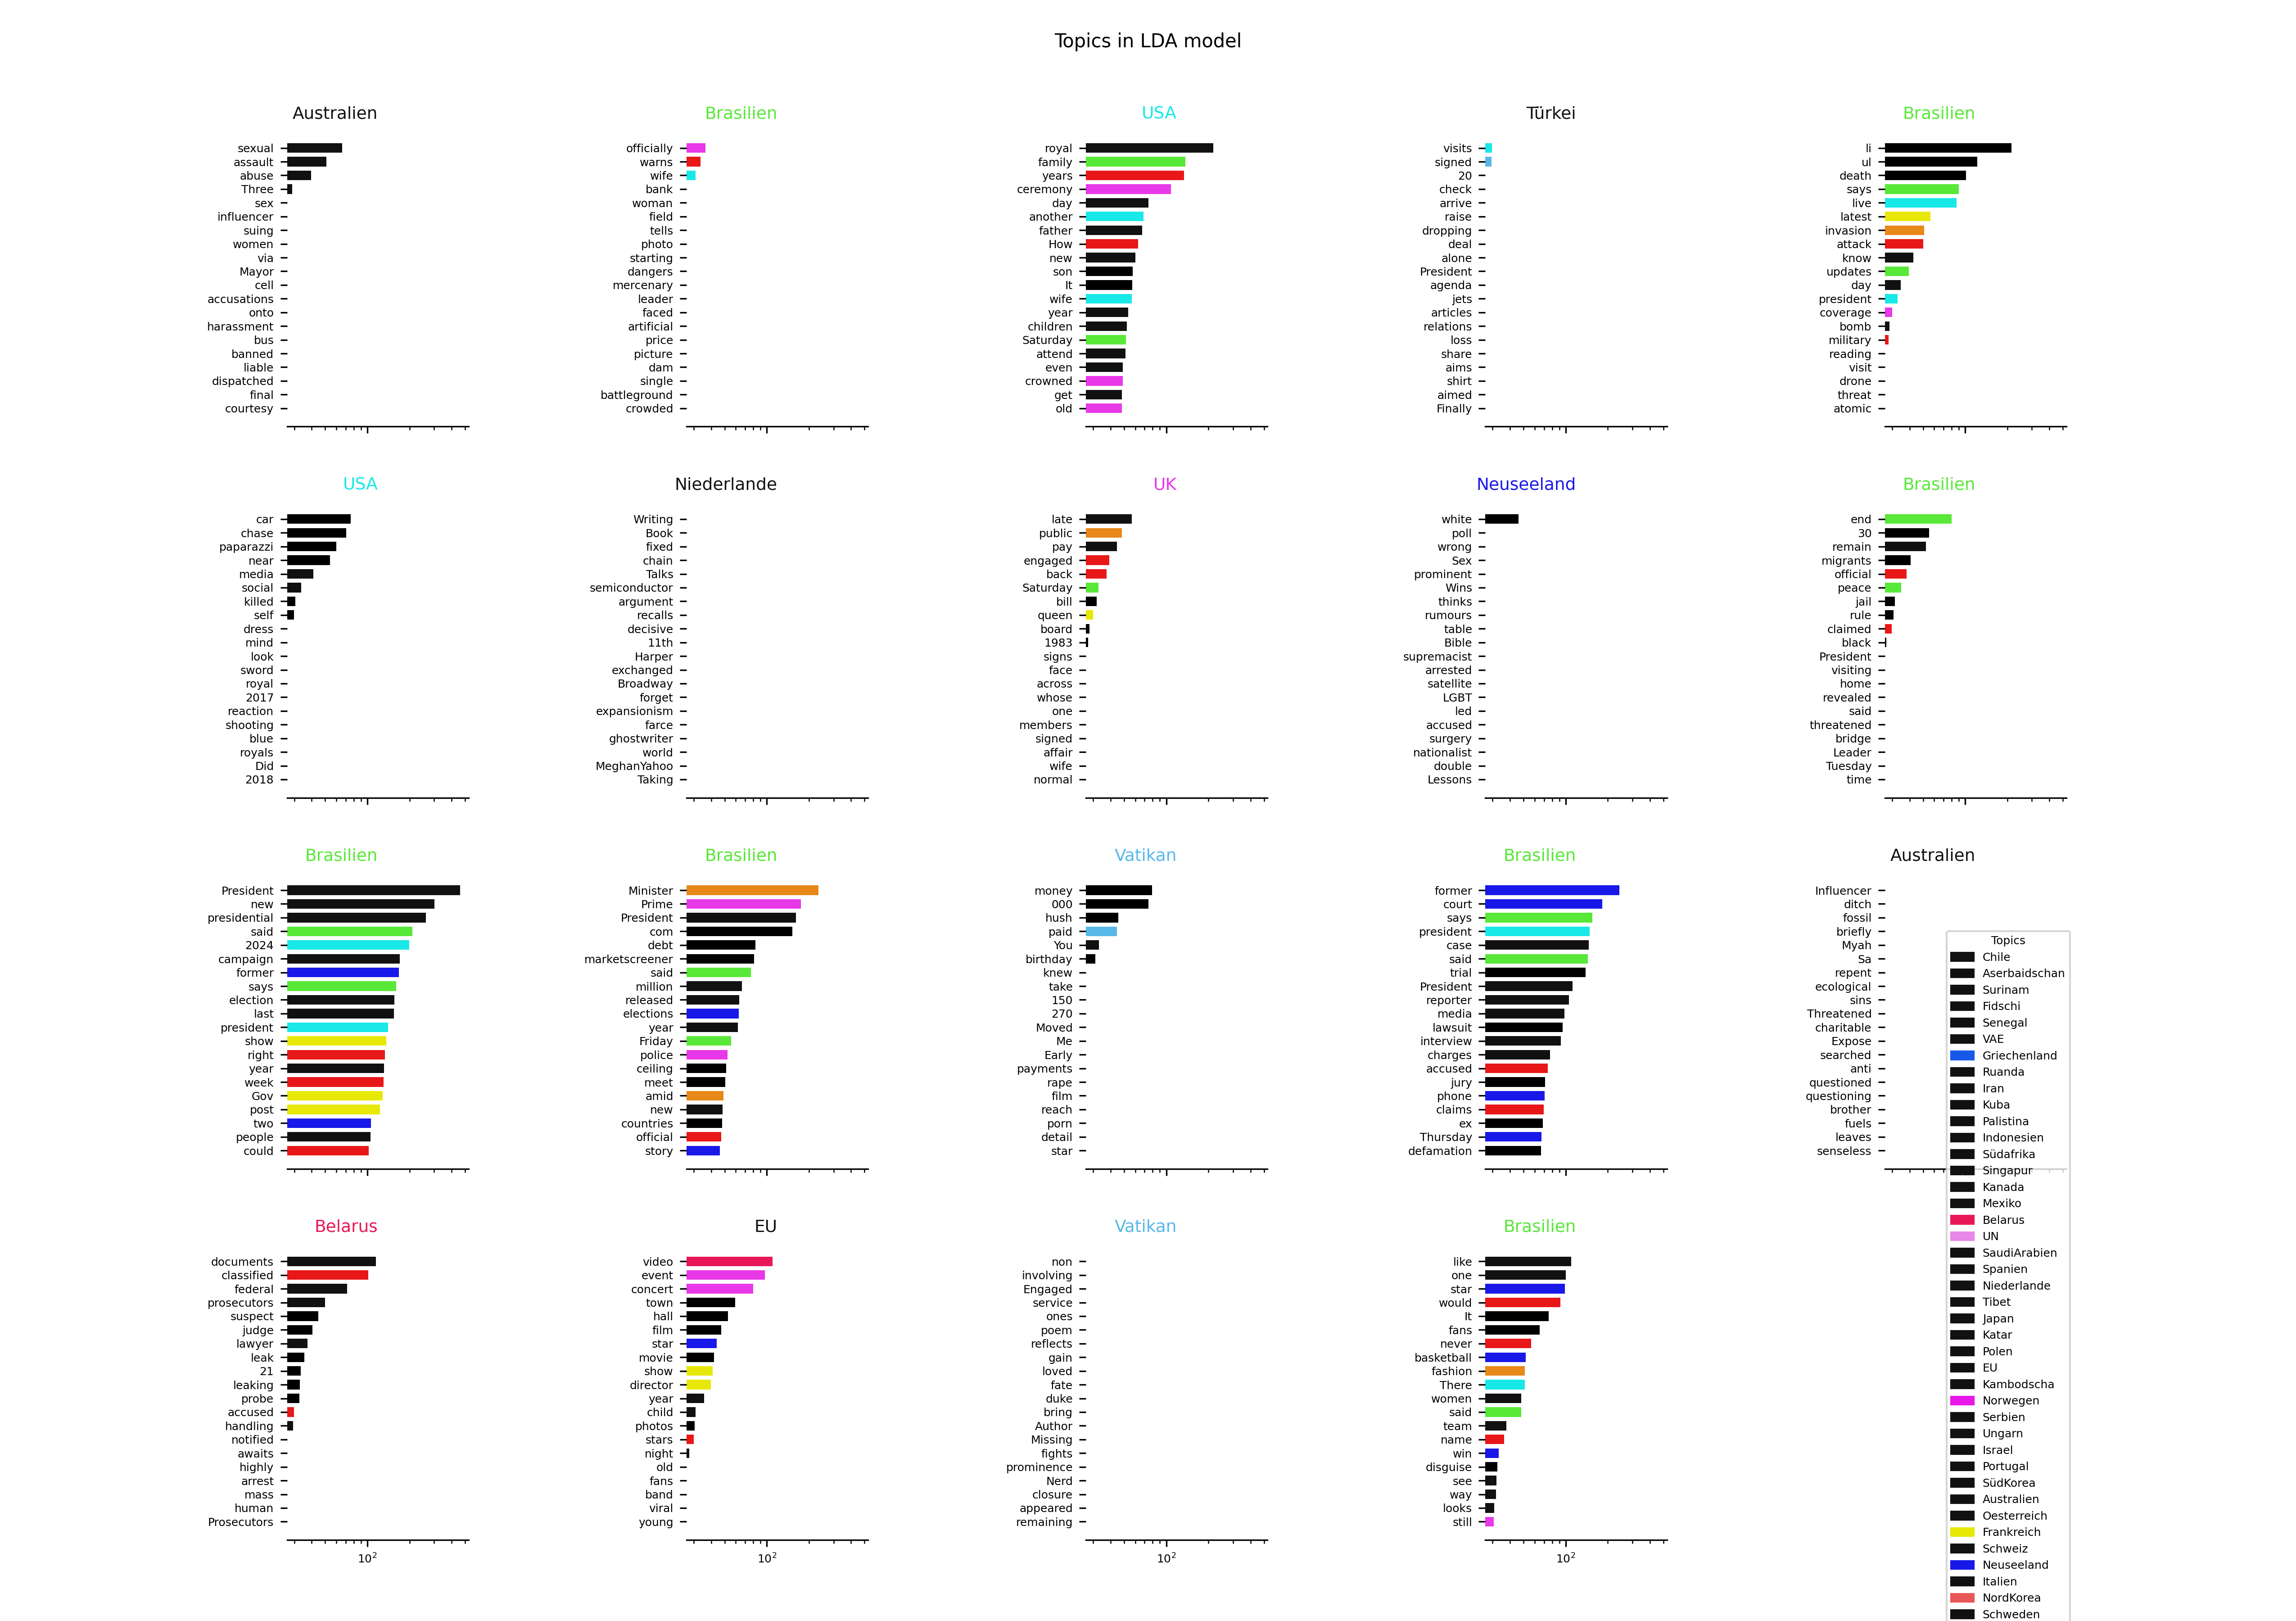 Topics in LDA model
Australien
sexual
assault
abuse
Three
sex
influencer
suing
women
via
Mayor
cell
accusations
onto
harassment
bus
banned
liable
dispatched
final
courtesy
Brasilien
officially
warns
wife
bank
woman
field
tells
photo
starting
dangers
mercenary
leader
faced
artificial
price
picture
dam
single
battleground
crowded
USA
royal
family
years
ceremony
day
another
father
How
new
son
It
wife
year
children
Saturday
attend
even
crowned
get
old
Türkei
visits
signed
20
check
arrive
raise
dropping
deal
alone
President
agenda
jets
articles
relations
loss
share
aims
shirt
aimed
Finally
Brasilien
li
ul
death
says
live
latest
invasion
attack
know
updates
day
president
coverage
bomb
military
reading
visit
drone
threat
atomic
USA
car
chase
paparazzi
near
media
social
killed
self
dress
mind
look
sword
royal
2017
reaction
shooting
blue
royals
Did
2018
Niederlande
Writing
Book
fixed
chain
Talks
semiconductor
argument
recalls
decisive
11th
Harper
exchanged
Broadway
forget
expansionism
farce
ghostwriter
world
MeghanYahoo
Taking
UK
late
public
pay
engaged
back
Saturday
bill
queen
board
1983
signs
face
across
whose
one
members
signed
affair
wife
normal
Neuseeland
white
poll
wrong
Sex
prominent
Wins
thinks
rumours
table
Bible
supremacist
arrested
satellite
LGBT
led
accused
surgery
nationalist
double
Lessons
Brasilien
end
30
remain
migrants
official
peace
jail
rule
claimed
black
President
visiting
home
revealed
said
threatened
bridge
Leader
Tuesday
time
Brasilien
President
new
presidential
said
2024
campaign
former
says
election
last
president
show
right
year
week
Gov
post
two
people
could
Brasilien
Minister
Prime
President
com
debt
marketscreener
said
million
released
elections
year
Friday
police
ceiling
meet
amid
new
countries
official
story
Vatikan
money
000
hush
paid
You
birthday
knew
take
150
270
Moved
Me
Early
payments
rape
film
reach
porn
detail
star
Brasilien
former
court
says
president
case
said
trial
President
reporter
media
lawsuit
interview
charges
accused
jury
phone
claims
ex
Thursday
defamation
Australien
Influencer
ditch
fossil
briefly
Myah
Sa
repent
ecological
sins
Threatened
charitable
Expose
searched
anti
questioned
questioning
brother
fuels
leaves
senseless
Belarus
documents
classified
federal
prosecutors
suspect
judge
lawyer
leak
21
leaking
probe
accused
handling
notified
awaits
highly
arrest
mass
human
Prosecutors
10²
EU
video
event
concert
town
hall
film
star
movie
show
director
year
child
photos
stars
night
old
fans
band
viral
young
10²
Vatikan
non
involving
Engaged
service
ones
poem
reflects
gain
loved
fate
duke
bring
Author
Missing
fights
prominence
Nerd
closure
appeared
remaining
10²
Brasilien
like
one
star
would
It
fans
never
basketball
fashion
There
women
said
team
name
win
disguise
see
way
looks
still
10²
Topics
Chile
Aserbaidschan
Surinam
Fidschi
Senegal
VAE
Griechenland
Ruanda
Iran
Kuba
Palistina
Indonesien
Südafrika
Singapur
Kanada
Mexiko
Belarus
UN
SaudiArabien
Spanien
Niederlande
Tibet
Japan
Katar
Polen
EU
Kambodscha
Norwegen
Serbien
Ungarn
Israel
Portugal
SüdKorea
Australien
Oesterreich
Frankreich
Schweiz
Neuseeland
Italien
NordKorea
Schweden